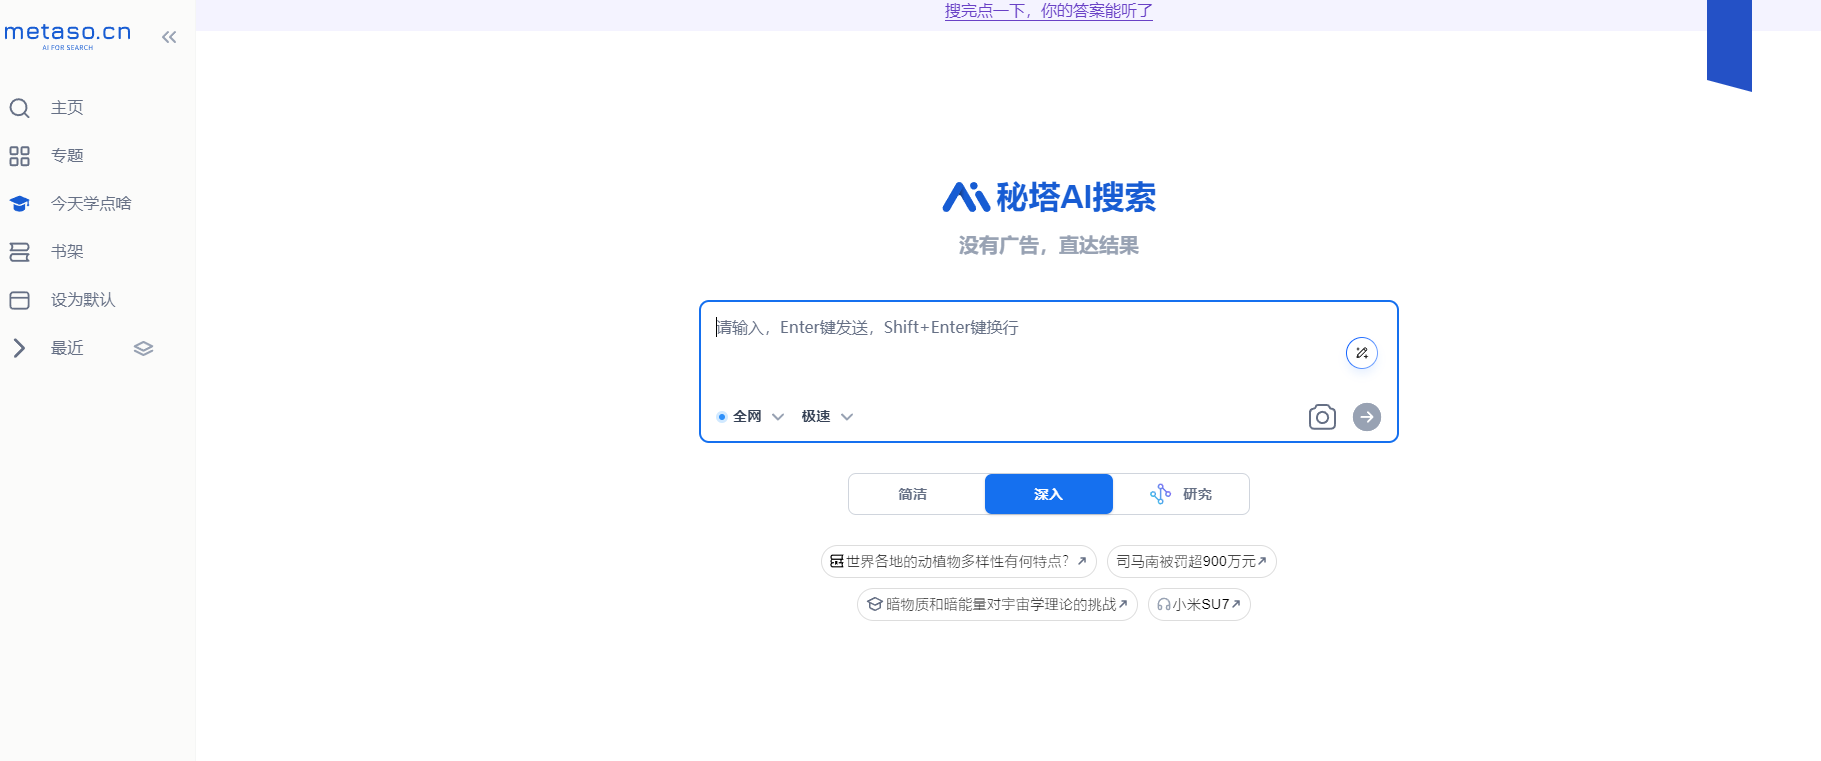 搜完点一下，你的答案能听了
metaso.cn
AI FOR SEARCH
主页
专题
今天学点啥
书架
设为默认
最近
秘塔AI搜索
没有广告，直达结果
请输入，Enter键发送，Shift+Enter键换行
全网 极速
简洁 深入 研究
世界各地的动植物多样性有何特点？ 司马南被罚超900万元
暗物质和暗能量对宇宙学理论的挑战 小米SU7